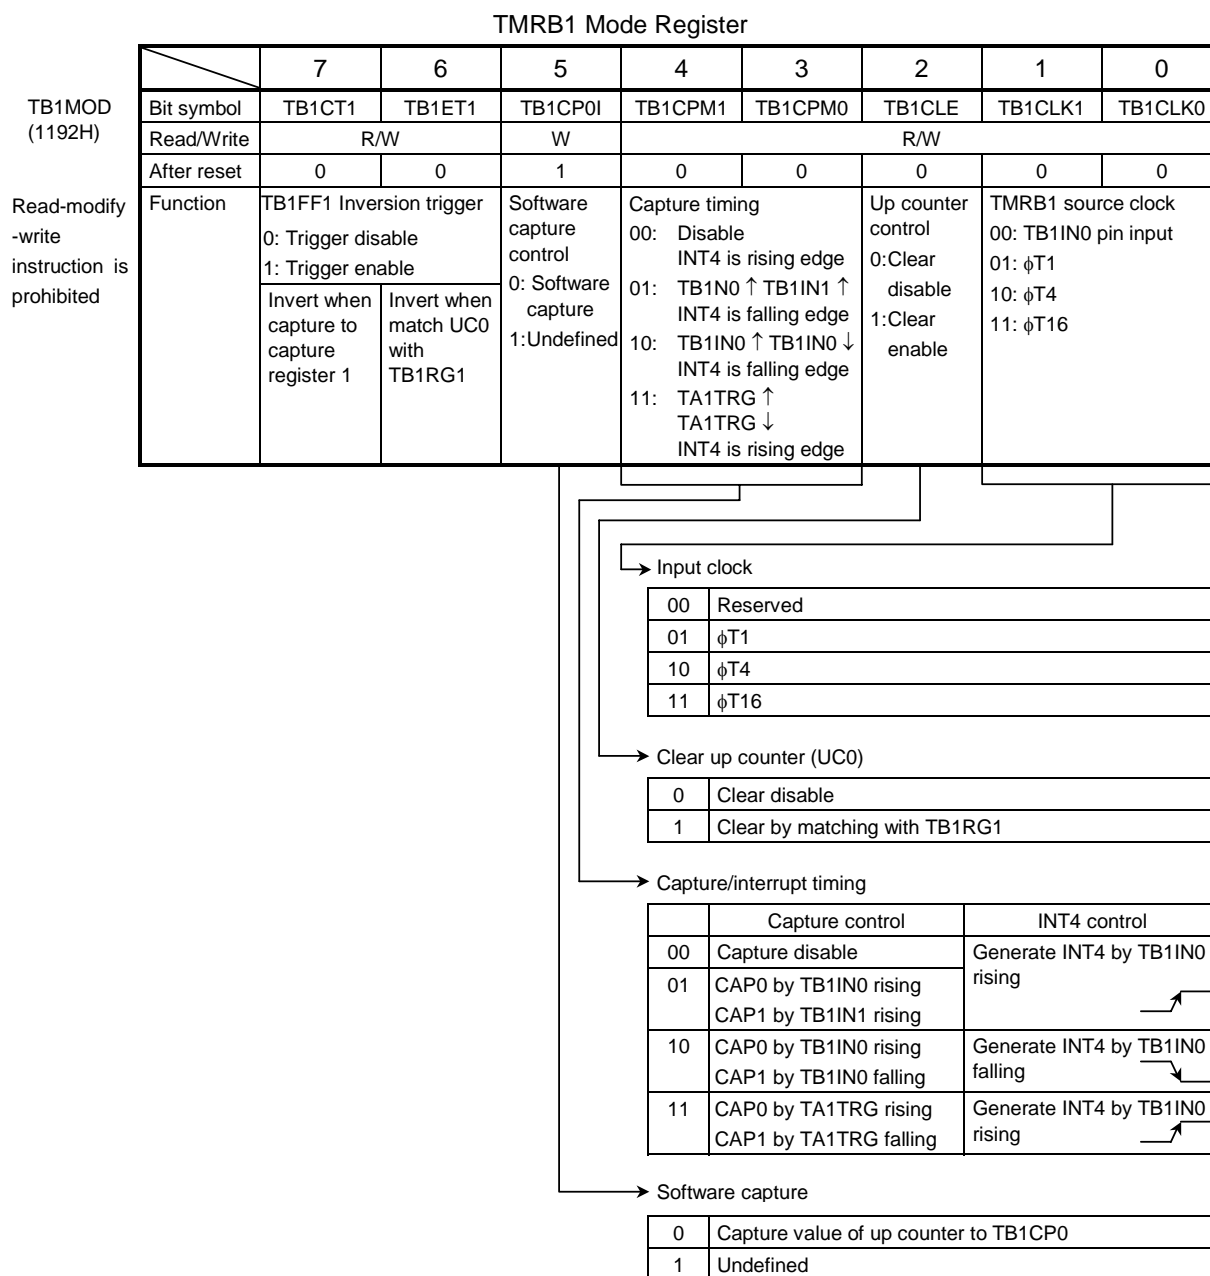 TMRB1 Mode Register
7 6 5 4 3 2 1 0
TB1MOD
(1192H)
Bit symbol TB1CT1 TB1ET1 TB1CP0I TB1CPM1 TB1CPM0 TB1CLE TB1CLK1 TB1CLK0
Read/Write R/W W R/W
After reset 0 0 1 0 0 0 0 0
Read-modify
-write
instruction is
prohibited
Function
TB1FF1 Inversion trigger
0: Trigger disable
1: Trigger enable
Invert when
capture to
capture
register 1
Invert when
match UC0
with
TB1RG1
Software
capture
control
0: Software
capture
1:Undefined
Capture timing
00: Disable
INT4 is rising edge
01: TB1N0 ↑ TB1IN1 ↑
INT4 is falling edge
10: TB1IN0 ↑ TB1IN0 ↓
INT4 is falling edge
11: TA1TRG ↑
TA1TRG ↓
INT4 is rising edge
Up counter
control
0:Clear
disable
1:Clear
enable
TMRB1 source clock
00: TB1IN0 pin input
01: ϕT1
10: ϕT4
11: ϕT16
Input clock
00 Reserved
01 ϕT1
10 ϕT4
11 ϕT16
Clear up counter (UC0)
0 Clear disable
1 Clear by matching with TB1RG1
Capture/interrupt timing
Capture control INT4 control
00 Capture disable
01 CAP0 by TB1IN0 rising
CAP1 by TB1IN1 rising
Generate INT4 by TB1IN0
rising
10 CAP0 by TB1IN0 rising
CAP1 by TB1IN0 falling
Generate INT4 by TB1IN0
falling
11 CAP0 by TA1TRG rising
CAP1 by TA1TRG falling
Generate INT4 by TB1IN0
rising
Software capture
0 Capture value of up counter to TB1CP0
1 Undefined